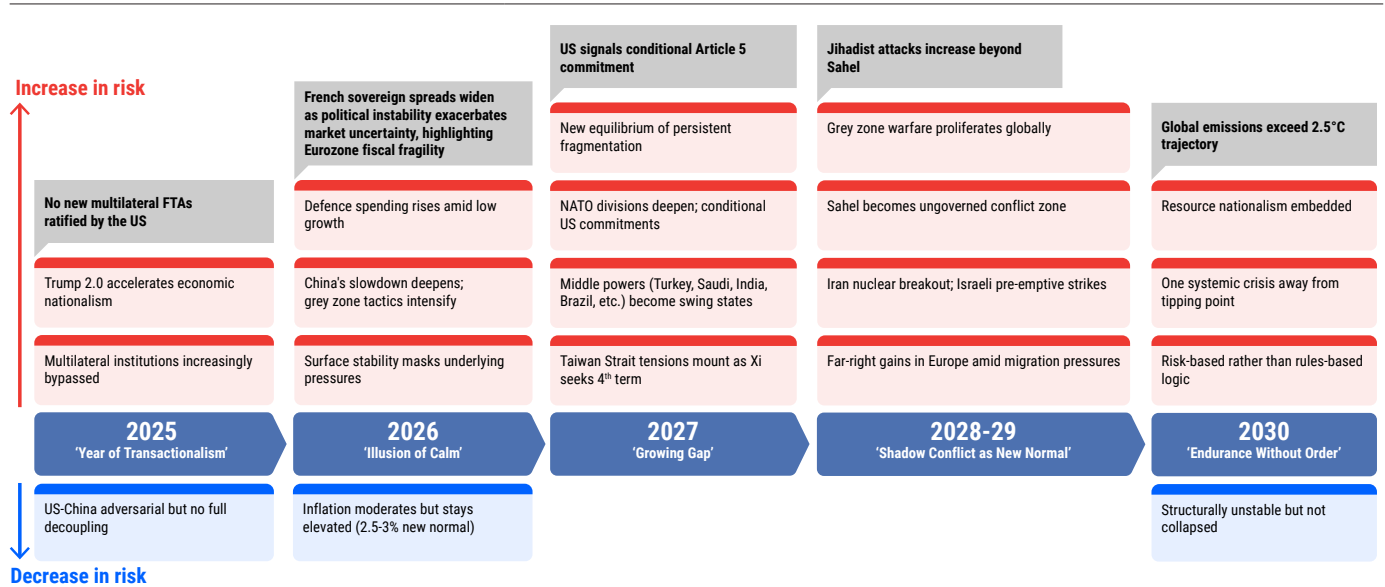 Increase in risk
No new multilateral FTAs
ratified by the US
Trump 2.0 accelerates economic
nationalism
Multilateral institutions increasingly
bypassed
2025
'Year of Transactionalism'
US-China adversarial but no full
decoupling
French sovereign spreads widen
as political instability exacerbates
market uncertainty, highlighting
Eurozone fiscal fragility
Defence spending rises amid low
growth
China's slowdown deepens;
grey zone tactics intensify
Surface stability masks underlying
pressures
2026
'Illusion of Calm'
Inflation moderates but stays
elevated (2.5-3% new normal)
US signals conditional Article 5
commitment
New equilibrium of persistent
fragmentation
NATO divisions deepen; conditional
US commitments
Middle powers (Turkey, Saudi, India,
Brazil, etc.) become swing states
Taiwan Strait tensions mount as Xi
seeks 4th term
2027
'Growing Gap'
Jihadist attacks increase beyond
Sahel
Grey zone warfare proliferates globally
Sahel becomes ungoverned conflict zone
Iran nuclear breakout; Israeli pre-emptive strikes
Far-right gains in Europe amid migration pressures
2028-29
'Shadow Conflict as New Normal'
Global emissions exceed 2.5°C
trajectory
Resource nationalism embedded
One systemic crisis away from
tipping point
Risk-based rather than rules-based
logic
2030
'Endurance Without Order'
Structurally unstable but not
collapsed
Decrease in risk